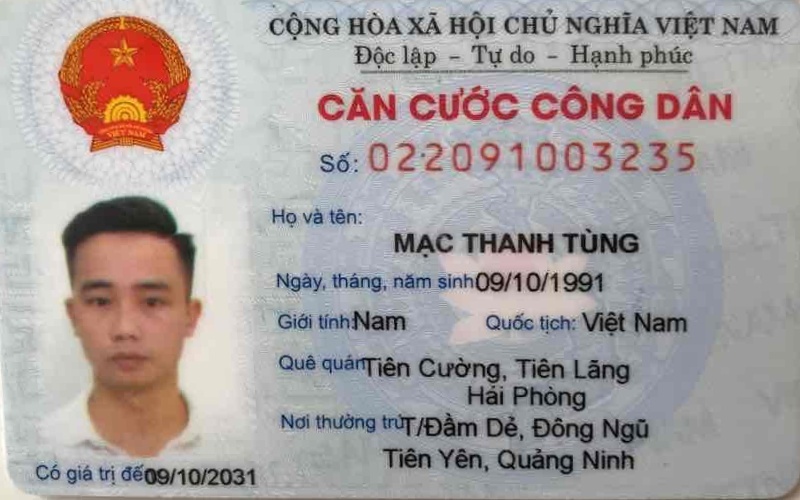 CỘNG HÒA XÃ HỘI CHỦ NGHĨA VIỆT NAM
Độc lập - Tự do - Hạnh phúc
CĂN CƯỚC CÔNG DÂN
Số: 022091003235
Họ và tên:
MẠC THANH TÙNG
Ngày, tháng, năm sinh 09/10/1991
Giới tính: Nam Quốc tịch: Việt Nam
Quê quán Tiên Cường, Tiên Lãng
Hải Phòng
Nơi thường trú T/Đầm Dẻ, Đông Ngũ
Tiên Yên, Quảng Ninh
Có giá trị đến 09/10/2031
VIỆT NAM